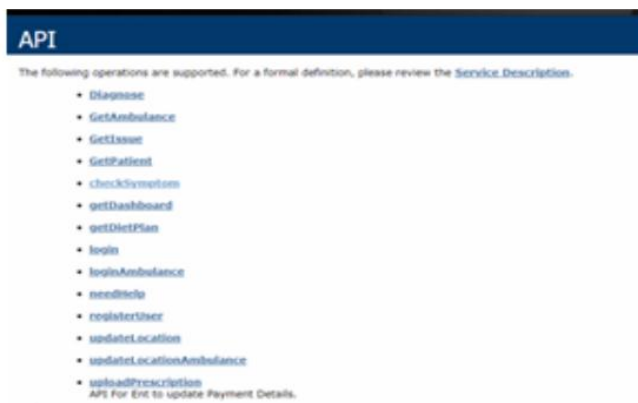 API
The following operations are supported. For a formal definition, please review the Service Description.
Diagnose
GetAmbulance
GetIssue
GetPatient
checkSymptom
getDashboard
getDietPlan
login
loginAmbulance
needHelp
registerUser
updateLocation
updateLocationAmbulance
uploadPrescription
API For Ent to update Payment Details.